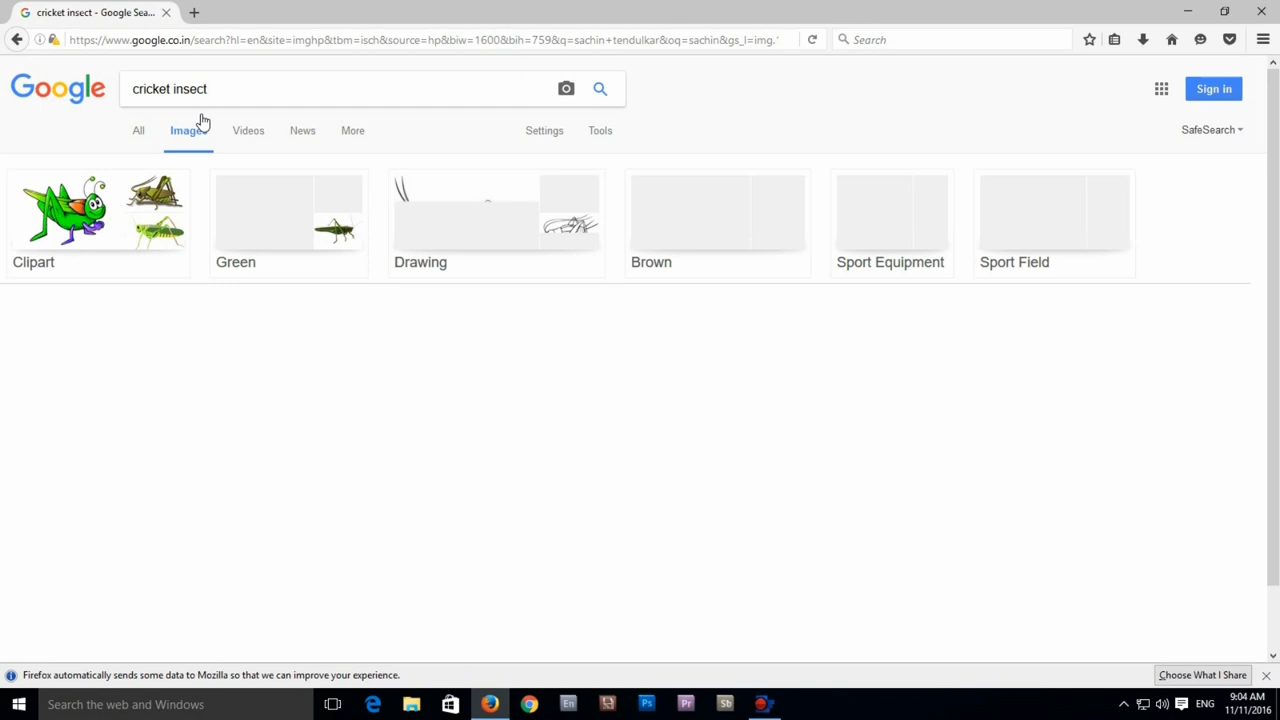 cricket insect - Google Sea...
https://www.google.co.in/search?hl=en&site=imghp&tbm=isch&source=hp&biw=1600&bih=759&q=sachin+tendulkar&oq=sachin&gs_l=img.
Search
Google
cricket insect
Sign in
All
Images
Videos
News
More
Settings
Tools
SafeSearch
Clipart
Green
Drawing
Brown
Sport Equipment
Sport Field
Firefox automatically sends some data to Mozilla so that we can improve your experience.
Choose What I Share
Search the web and Windows
En
Ps
Pr
Sb
ENG
9:04 AM
11/11/2016